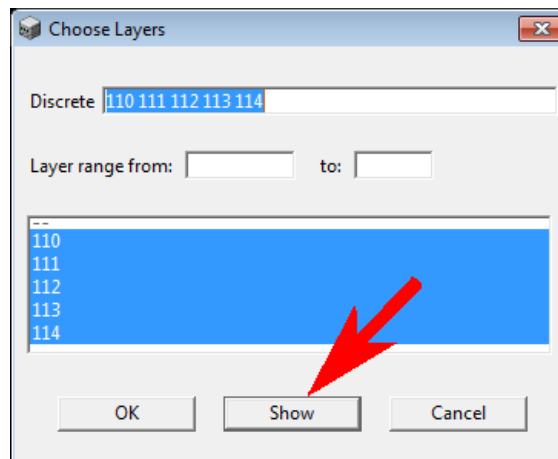 Choose Layers
Discrete 110 111 112 113 114
Layer range from: to:
--
110
111
112
113
114
OK Show Cancel